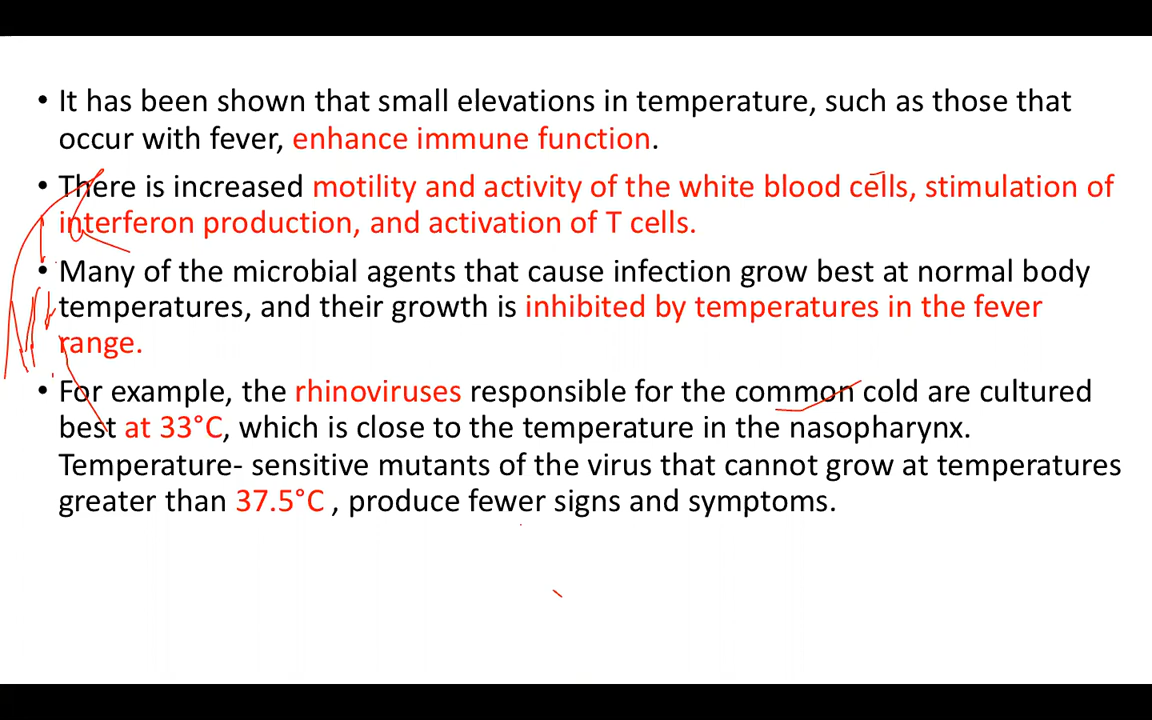 • It has been shown that small elevations in temperature, such as those that
occur with fever, enhance immune function.
• There is increased motility and activity of the white blood cells, stimulation of
interferon production, and activation of T cells.
• Many of the microbial agents that cause infection grow best at normal body
temperatures, and their growth is inhibited by temperatures in the fever
range.
• For example, the rhinoviruses responsible for the common cold are cultured
best at 33°C, which is close to the temperature in the nasopharynx.
Temperature- sensitive mutants of the virus that cannot grow at temperatures
greater than 37.5°C , produce fewer signs and symptoms.